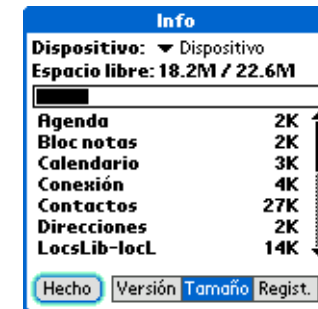 Info
Dispositivo: Dispositivo
Espacio libre: 18.2M / 22.6M
Agenda 2K
Bloc notas 2K
Calendario 3K
Conexión 4K
Contactos 27K
Direcciones 2K
LocsLib-locL 14K
Hecho Versión Tamaño Regist.